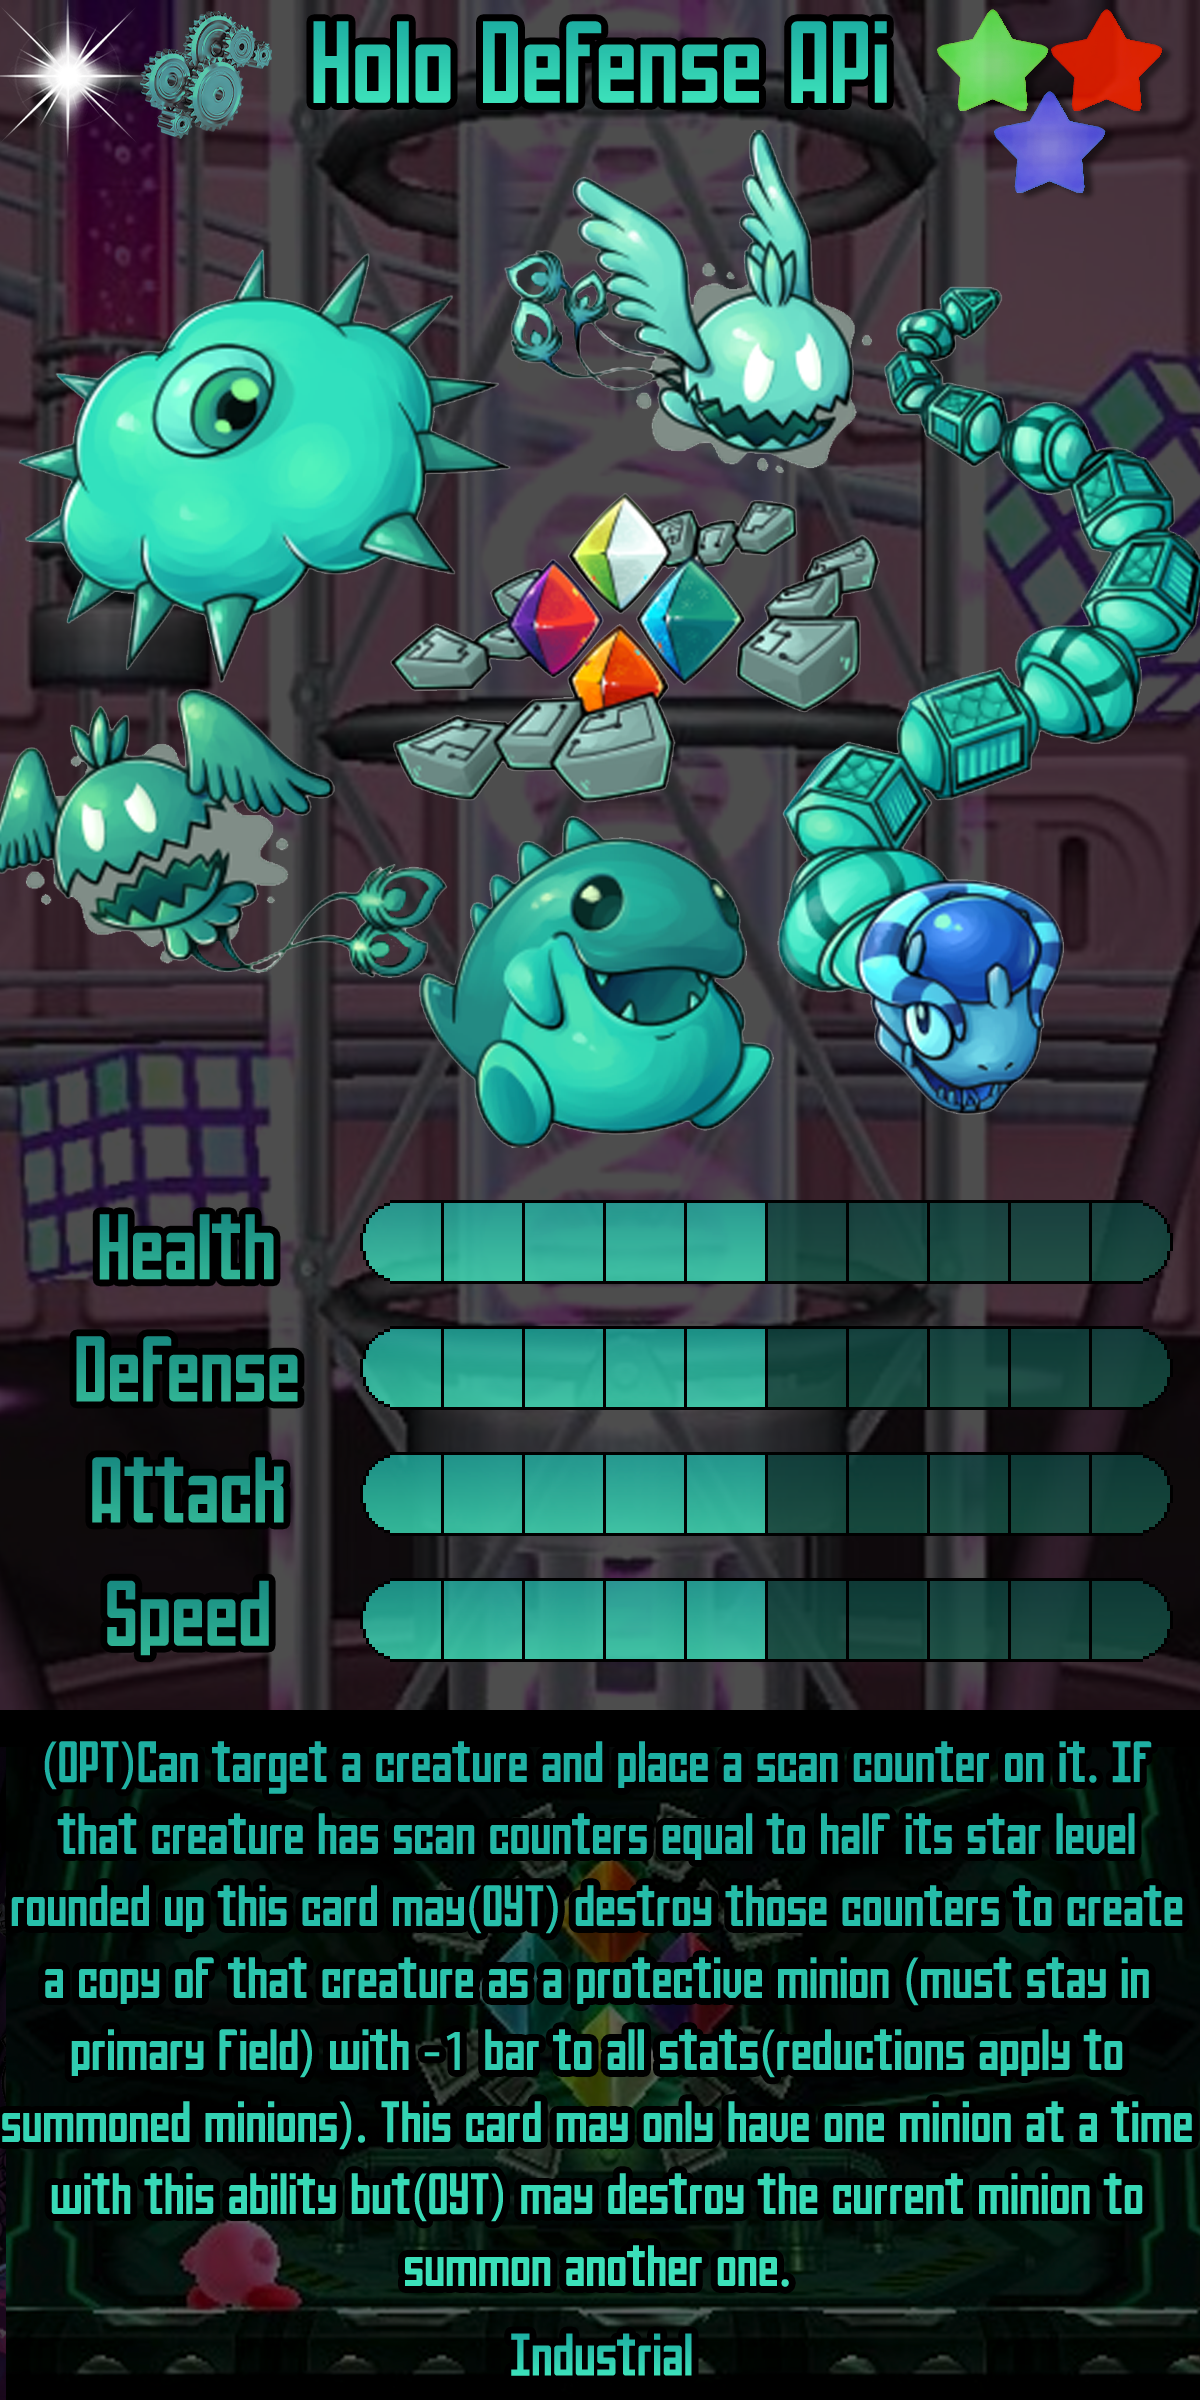 Holo Defense APi
Health
Defense
Attack
Speed
(OPT)Can target a creature and place a scan counter on it. If
that creature has scan counters equal to half its star level
rounded up this card may(OYT) destroy those counters to create
a copy of that creature as a protective minion (must stay in
primary field) with -1 bar to all stats(reductions apply to
summoned minions). This card may only have one minion at a time
with this ability but(OYT) may destroy the current minion to
summon another one.
Industrial